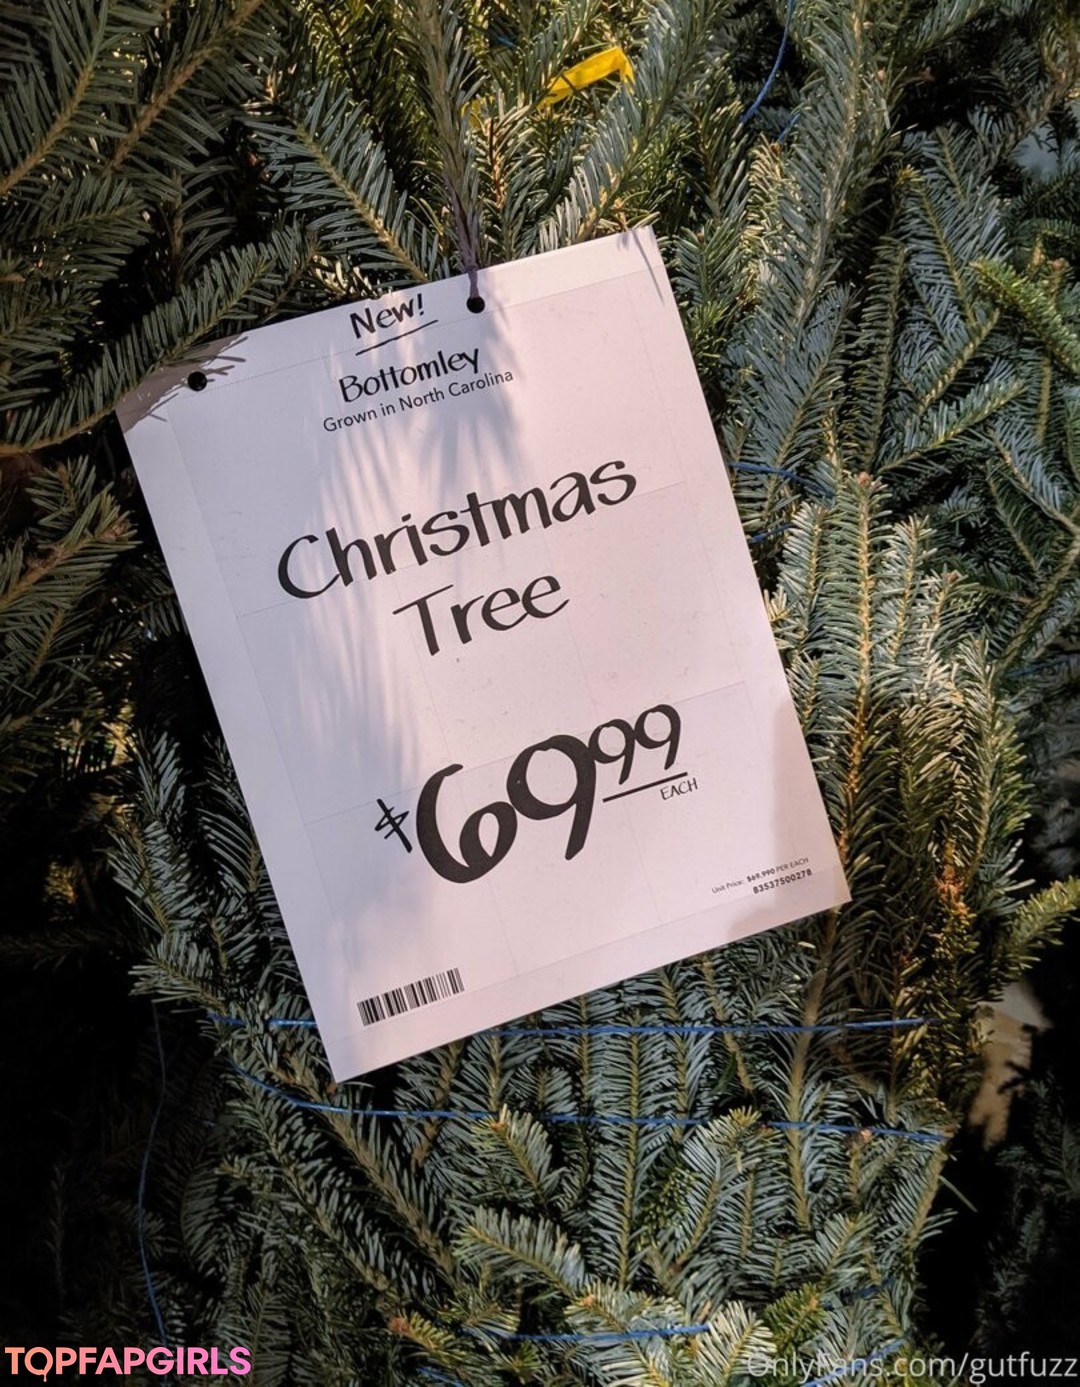 New!
Bottomley
Grown in North Carolina
Christmas
Tree
$69.99
EACH
Unit Price: $69.990 PER EACH
83537500278
TOPFAPGIRLS
OnlyFans.com/gutfuzz